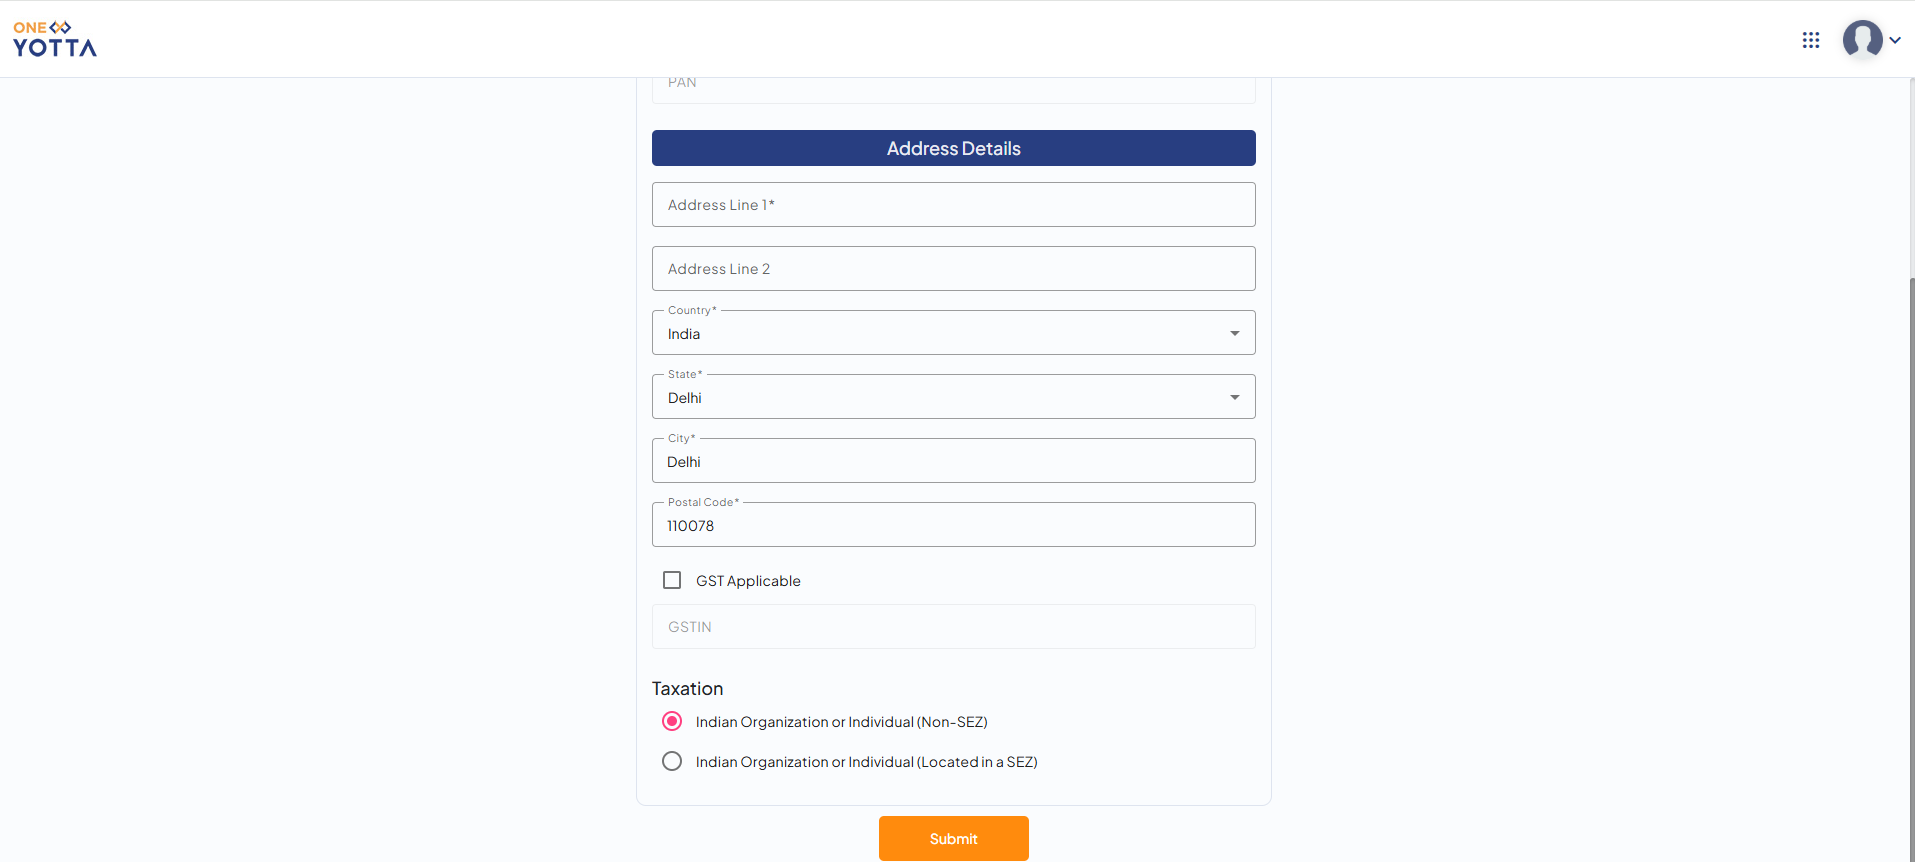 ONE
YOTTA
PAN
Address Details
Address Line 1*
Address Line 2
Country*
India
State*
Delhi
City*
Delhi
Postal Code*
110078
GST Applicable
GSTIN
Taxation
Indian Organization or Individual (Non-SEZ)
Indian Organization or Individual (Located in a SEZ)
Submit